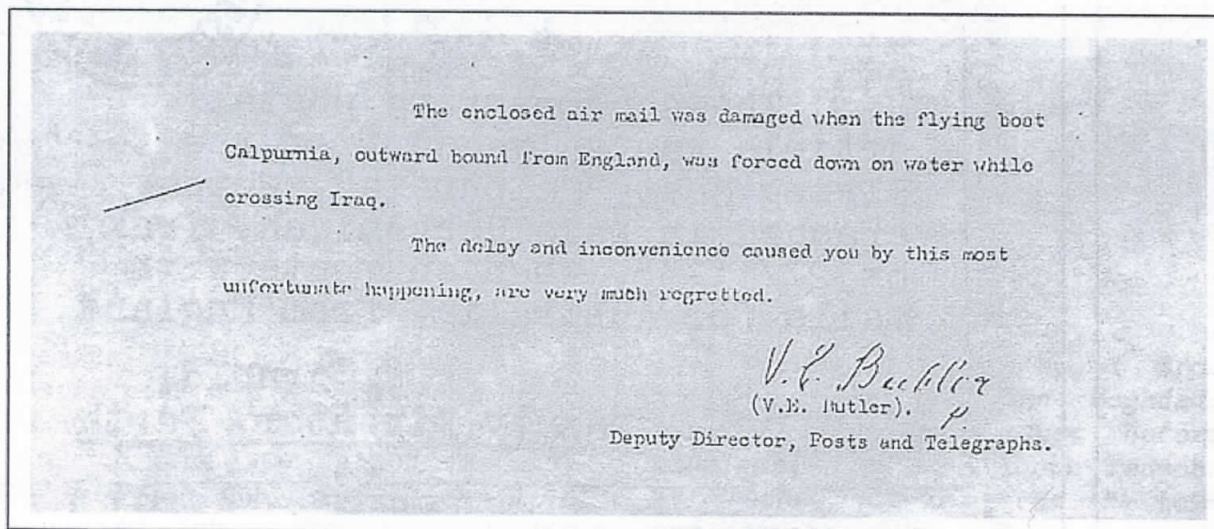 The enclosed air mail was damaged when the flying boat
Calpurnia, outward bound from England, was forced down on water while
crossing Iraq.
The delay and inconvenience caused you by this most
unfortunate happening, are very much regretted.
V. E. Buttler
(V.E. Butler).
Deputy Director, Posts and Telegraphs.